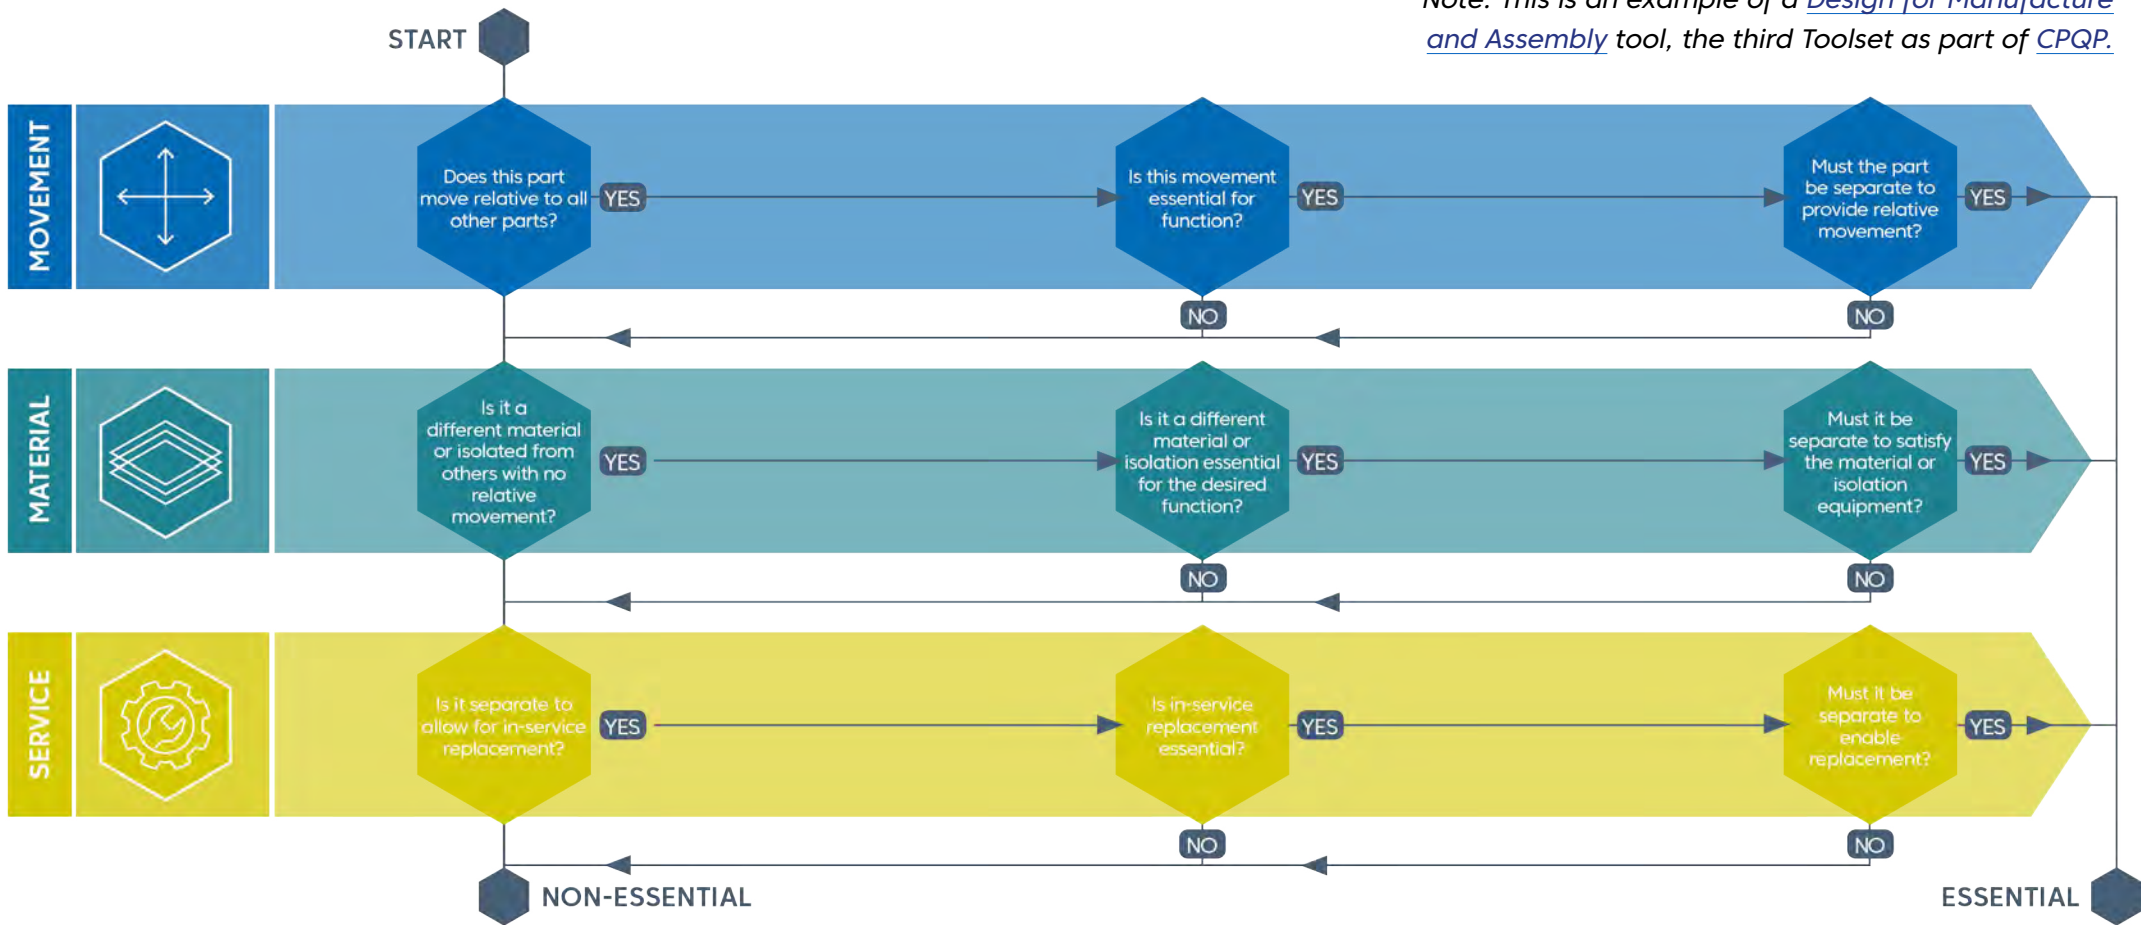 Note: This is an example of a Design for Manufacture
and Assembly tool, the third Toolset as part of CPQP.
START
MOVEMENT
Does this part
move relative to all
other parts?
YES
Is this movement
essential for
function?
YES
Must the part
be separate to
provide relative
movement?
YES
NO
NO
MATERIAL
Is it a
different material
or isolated from
others with no
relative
movement?
YES
Is it a different
material or
isolation essential
for the desired
function?
YES
Must it be
separate to satisfy
the material or
isolation
equipment?
YES
NO
NO
SERVICE
Is it separate to
allow for in-service
replacement?
YES
Is in-service
replacement
essential?
YES
Must it be
separate to
enable
replacement?
YES
NO
NO
NON-ESSENTIAL
ESSENTIAL